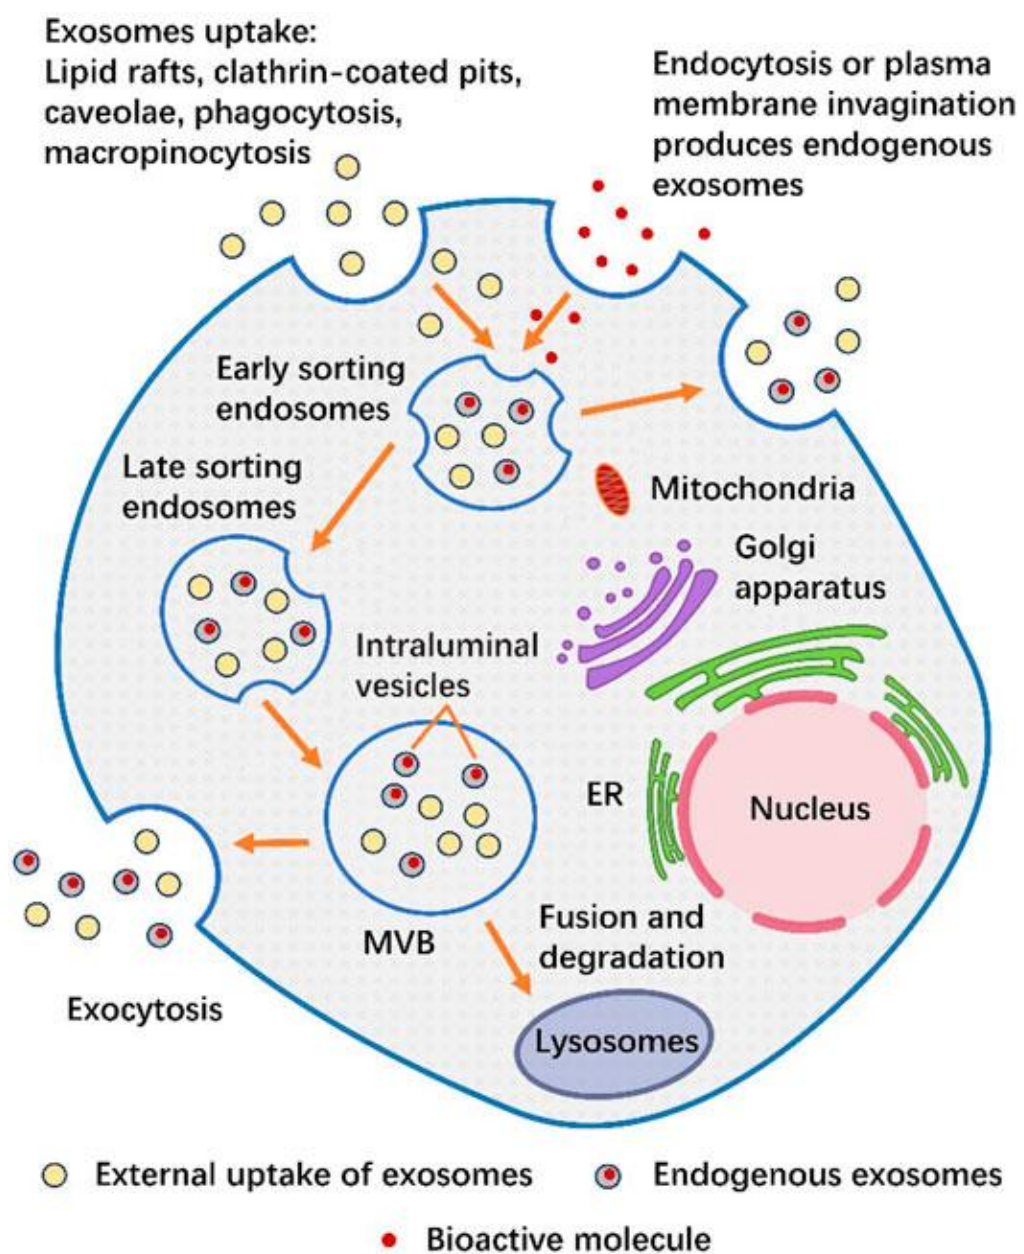 Exosomes uptake:
Lipid rafts, clathrin-coated pits,
caveolae, phagocytosis,
macropinocytosis
Endocytosis or plasma
membrane invagination
produces endogenous
exosomes
Early sorting
endosomes
Late sorting
endosomes
Mitochondria
Golgi
apparatus
Intraluminal
vesicles
ER
Nucleus
MVB
Fusion and
degradation
Exocytosis
Lysosomes
External uptake of exosomes
Endogenous exosomes
Bioactive molecule